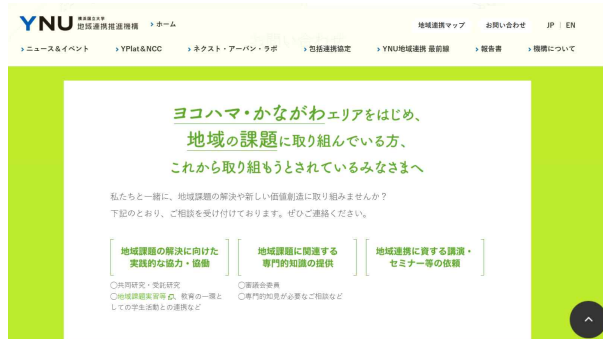 YNU 横浜国立大学 地域連携推進機構
ホーム
地域連携マップ お問い合わせ JP | EN
ニュース&イベント YPlat&NCC ネクスト・アーバン・ラボ 包括連携協定 YNU地域連携 最前線 報告書 機構について
ヨコハマ・かながわエリアをはじめ、
地域の課題に取り組んでいる方、
これから取り組もうとされているみなさまへ
私たちと一緒に、地域課題の解決や新しい価値創造に取り組みませんか?
下記のとおり、ご相談を受け付けております。ぜひご連絡ください。
地域課題の解決に向けた
実践的な協力・協働
〇共同研究・受託研究
〇地域課題実習等、教育の一環と
しての学生活動との連携など
地域課題に関連する
専門的知識の提供
〇審議会委員
〇専門的知見が必要なご相談など
地域連携に資する講演・
セミナー等の依頼